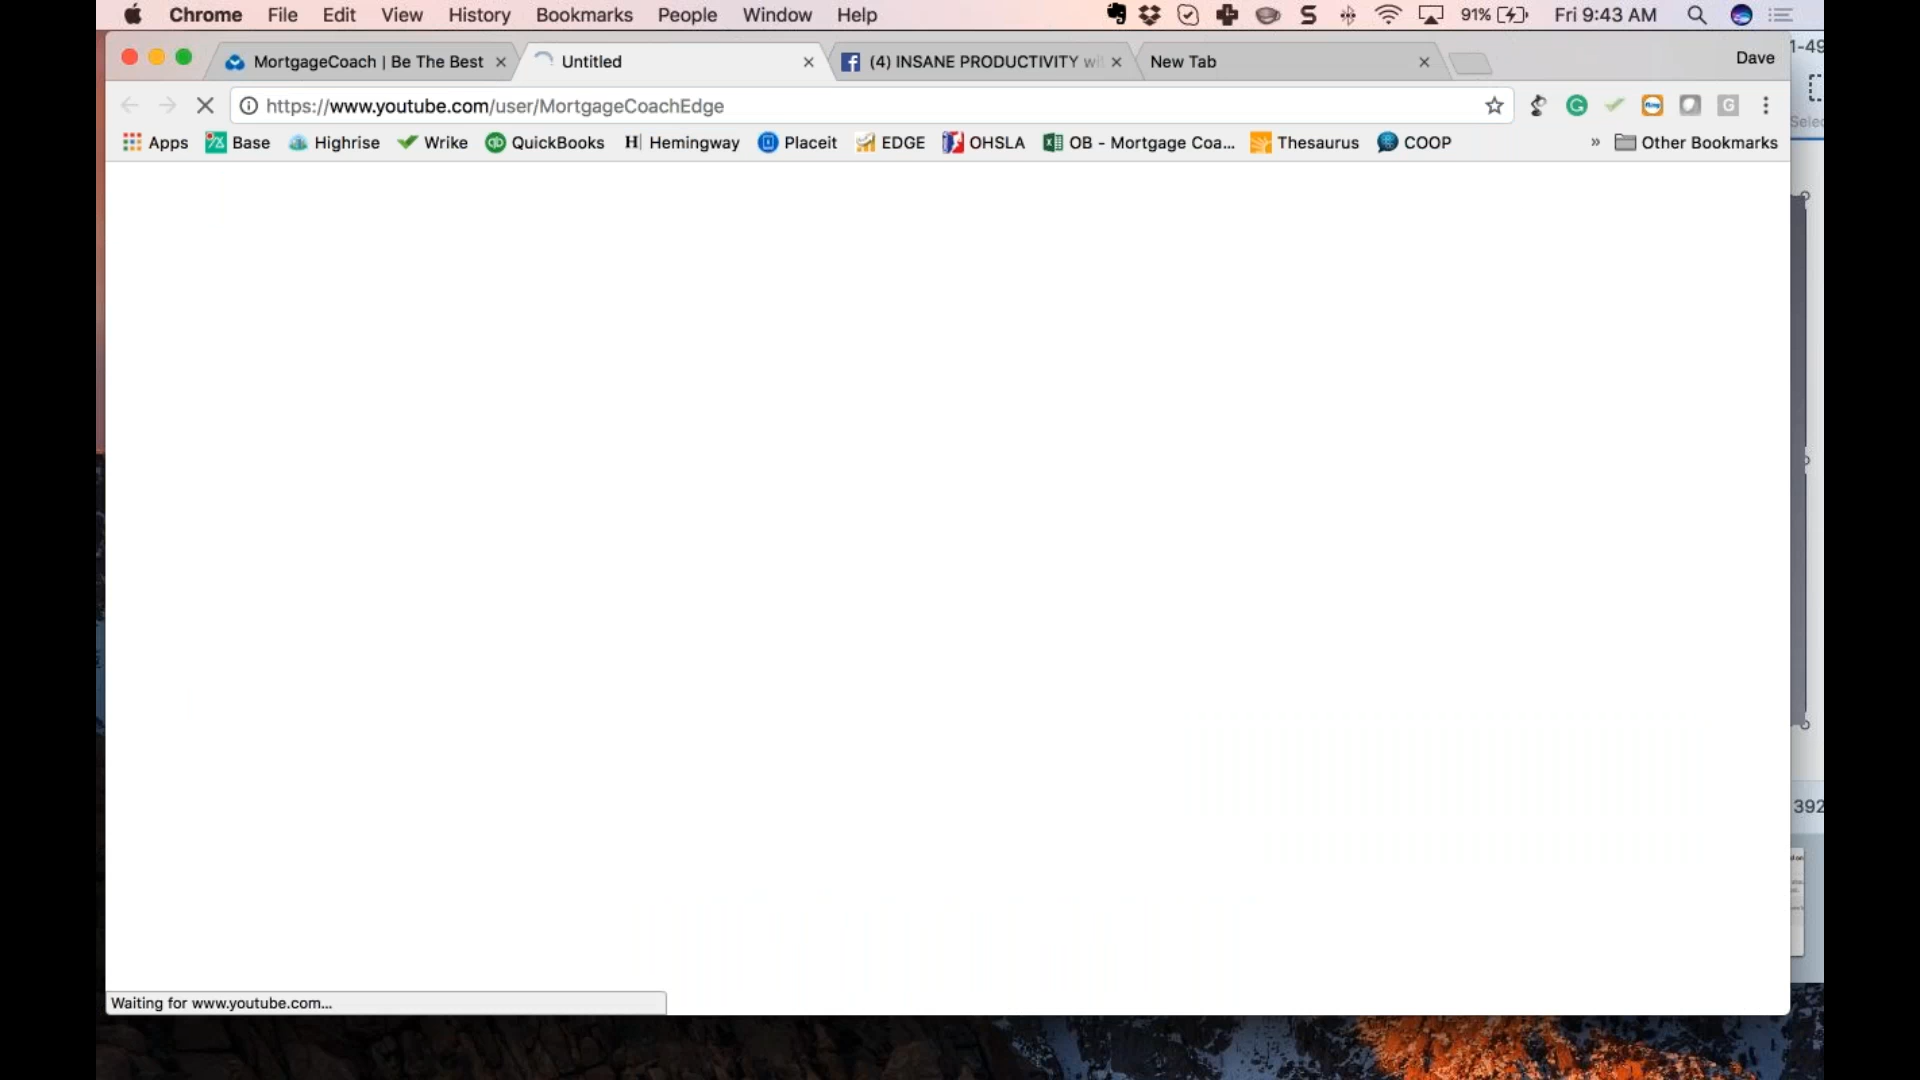 Chrome File Edit View History Bookmarks People Window Help 91% Fri 9:43 AM
MortgageCoach | Be The Best Untitled (4) INSANE PRODUCTIVITY wi New Tab Dave
https://www.youtube.com/user/MortgageCoachEdge
Apps Base Highrise Wrike QuickBooks Hemingway Placeit EDGE OHSLA OB - Mortgage Coa... Thesaurus COOP » Other Bookmarks
392
Waiting for www.youtube.com...